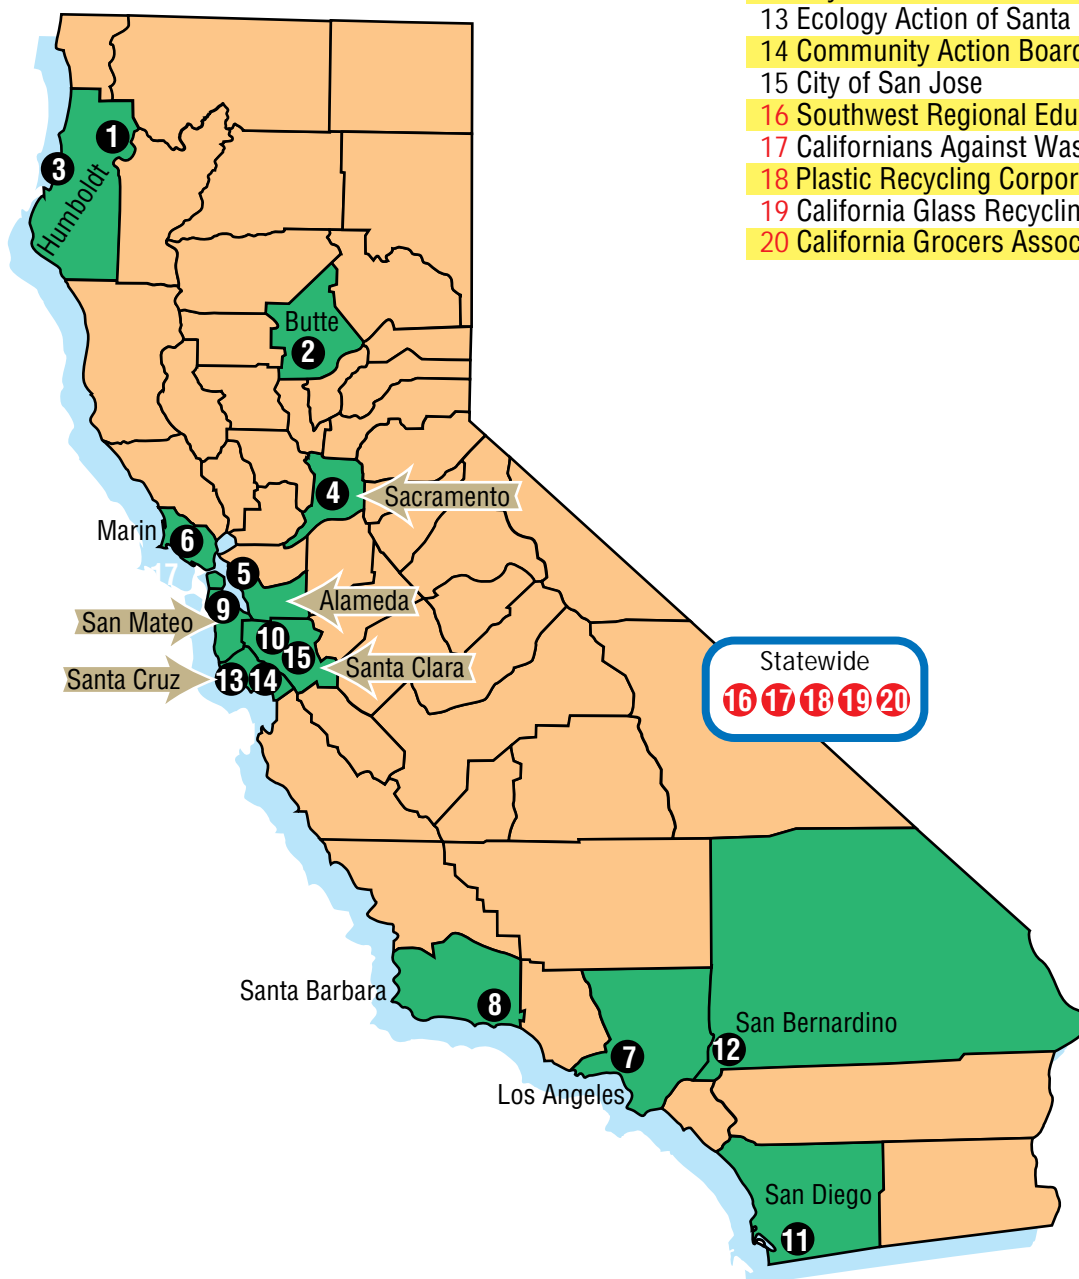 13 Ecology Action of Santa
14 Community Action Board
15 City of San Jose
16 Southwest Regional Edu
17 Californians Against Was
18 Plastic Recycling Corpor
19 California Glass Recyclin
20 California Grocers Assoc
1
3
Humboldt
Butte
2
4
Sacramento
Marin
6
7
5
Alameda
9
San Mateo
10
15
Santa Clara
Santa Cruz
13
14
Statewide
16 17 18 19 20
Santa Barbara
8
San Bernardino
12
7
Los Angeles
San Diego
11